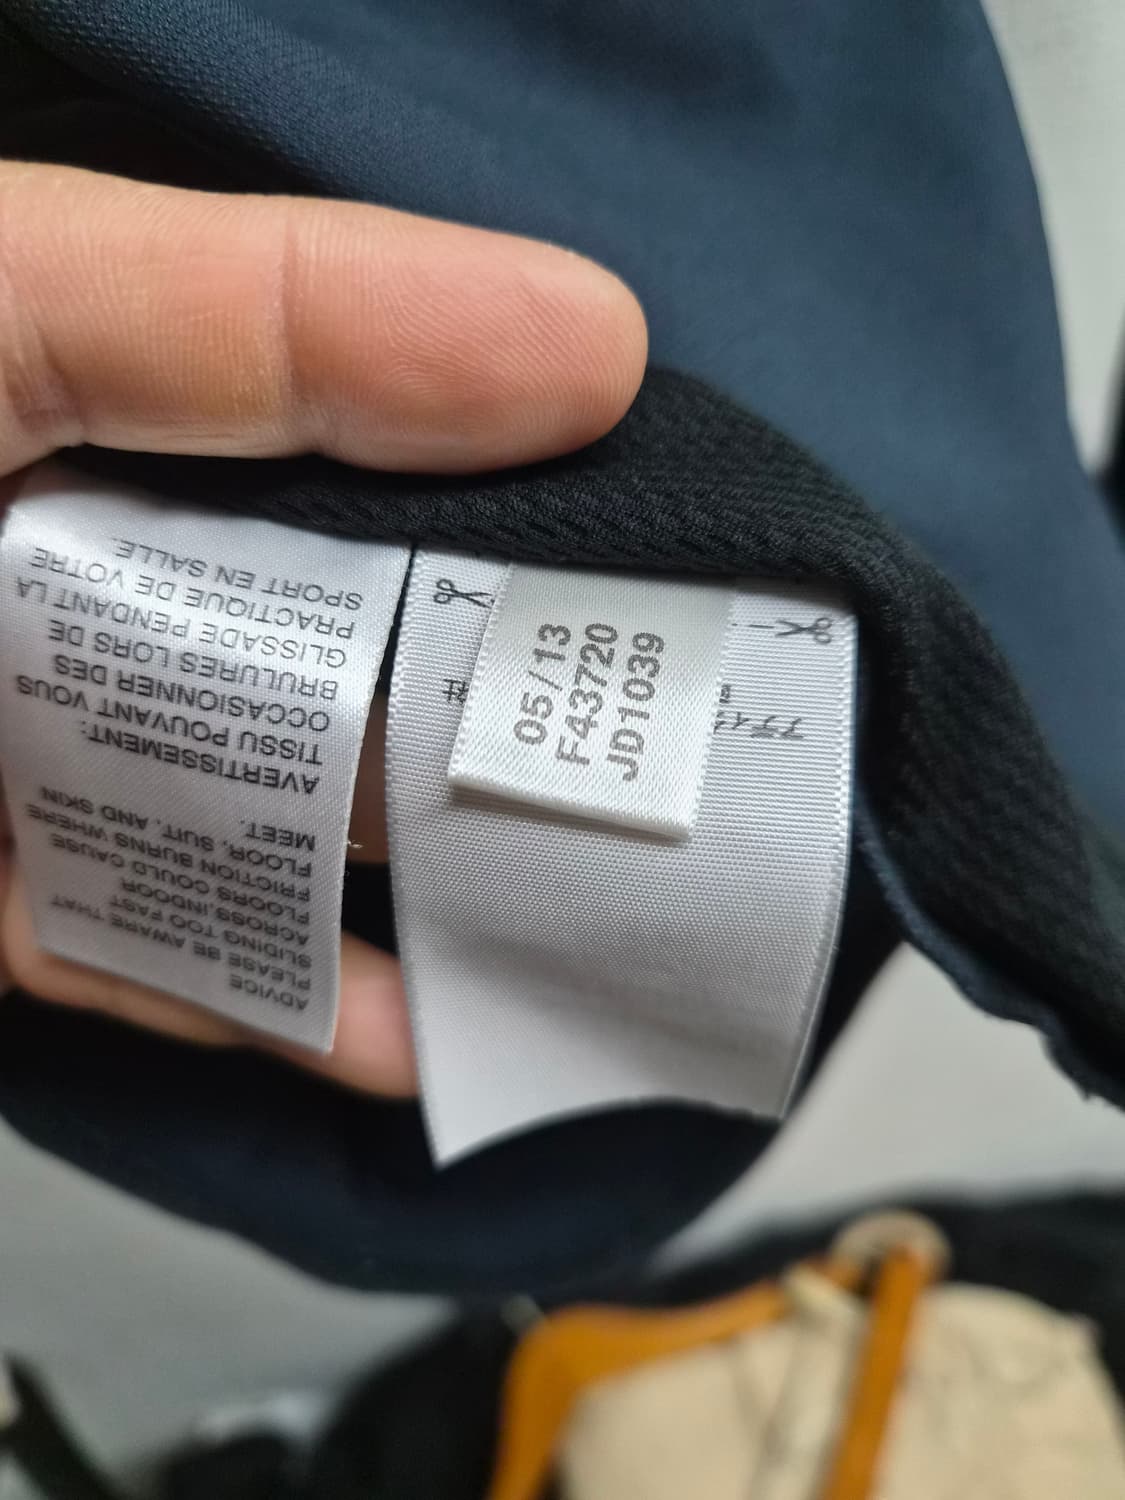 ADVICE
PLEASE BE AWARE THAT
SLIDING TOO FAST
ACROSS INDOOR
FLOORS COULD CAUSE
FRICTION BURNS WHERE
FLOOR, SUIT, AND SKIN
MEET.
AVERTISSEMENT:
TISSU POUVANT VOUS
OCCASIONNER DES
BRULURES LORS DE
GLISSADE PENDANT LA
PRACTIQUE DE VOTRE
SPORT EN SALLE.
05/13
F43720
JD1039